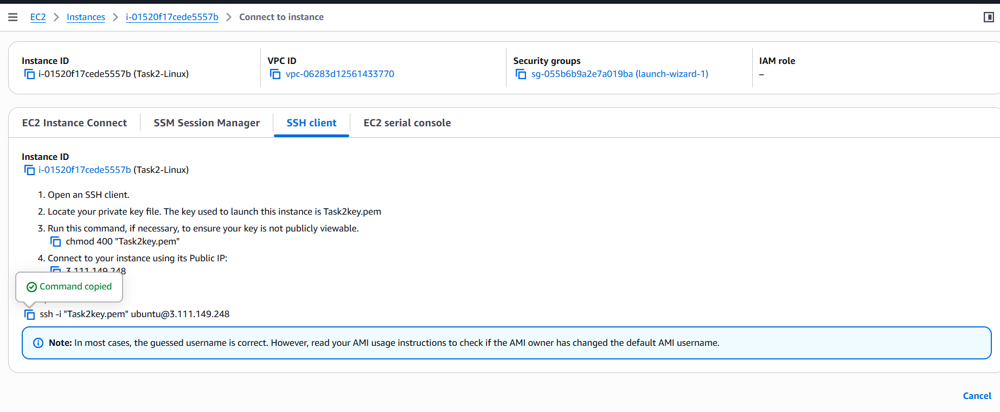 EC2 > Instances > i-01520f17cede5557b > Connect to instance
Instance ID
i-01520f17cede5557b (Task2-Linux)
VPC ID
vpc-06283d12561433770
Security groups
sg-055b6b9a2e7a019ba (launch-wizard-1)
IAM role
–
EC2 Instance Connect
SSM Session Manager
SSH client
EC2 serial console
Instance ID
i-01520f17cede5557b (Task2-Linux)
1. Open an SSH client.
2. Locate your private key file. The key used to launch this instance is Task2key.pem
3. Run this command, if necessary, to ensure your key is not publicly viewable.
chmod 400 "Task2key.pem"
4. Connect to your instance using its Public IP:
3.111.149.248
Command copied
ssh -i "Task2key.pem" ubuntu@3.111.149.248
Note: In most cases, the guessed username is correct. However, read your AMI usage instructions to check if the AMI owner has changed the default AMI username.
Cancel